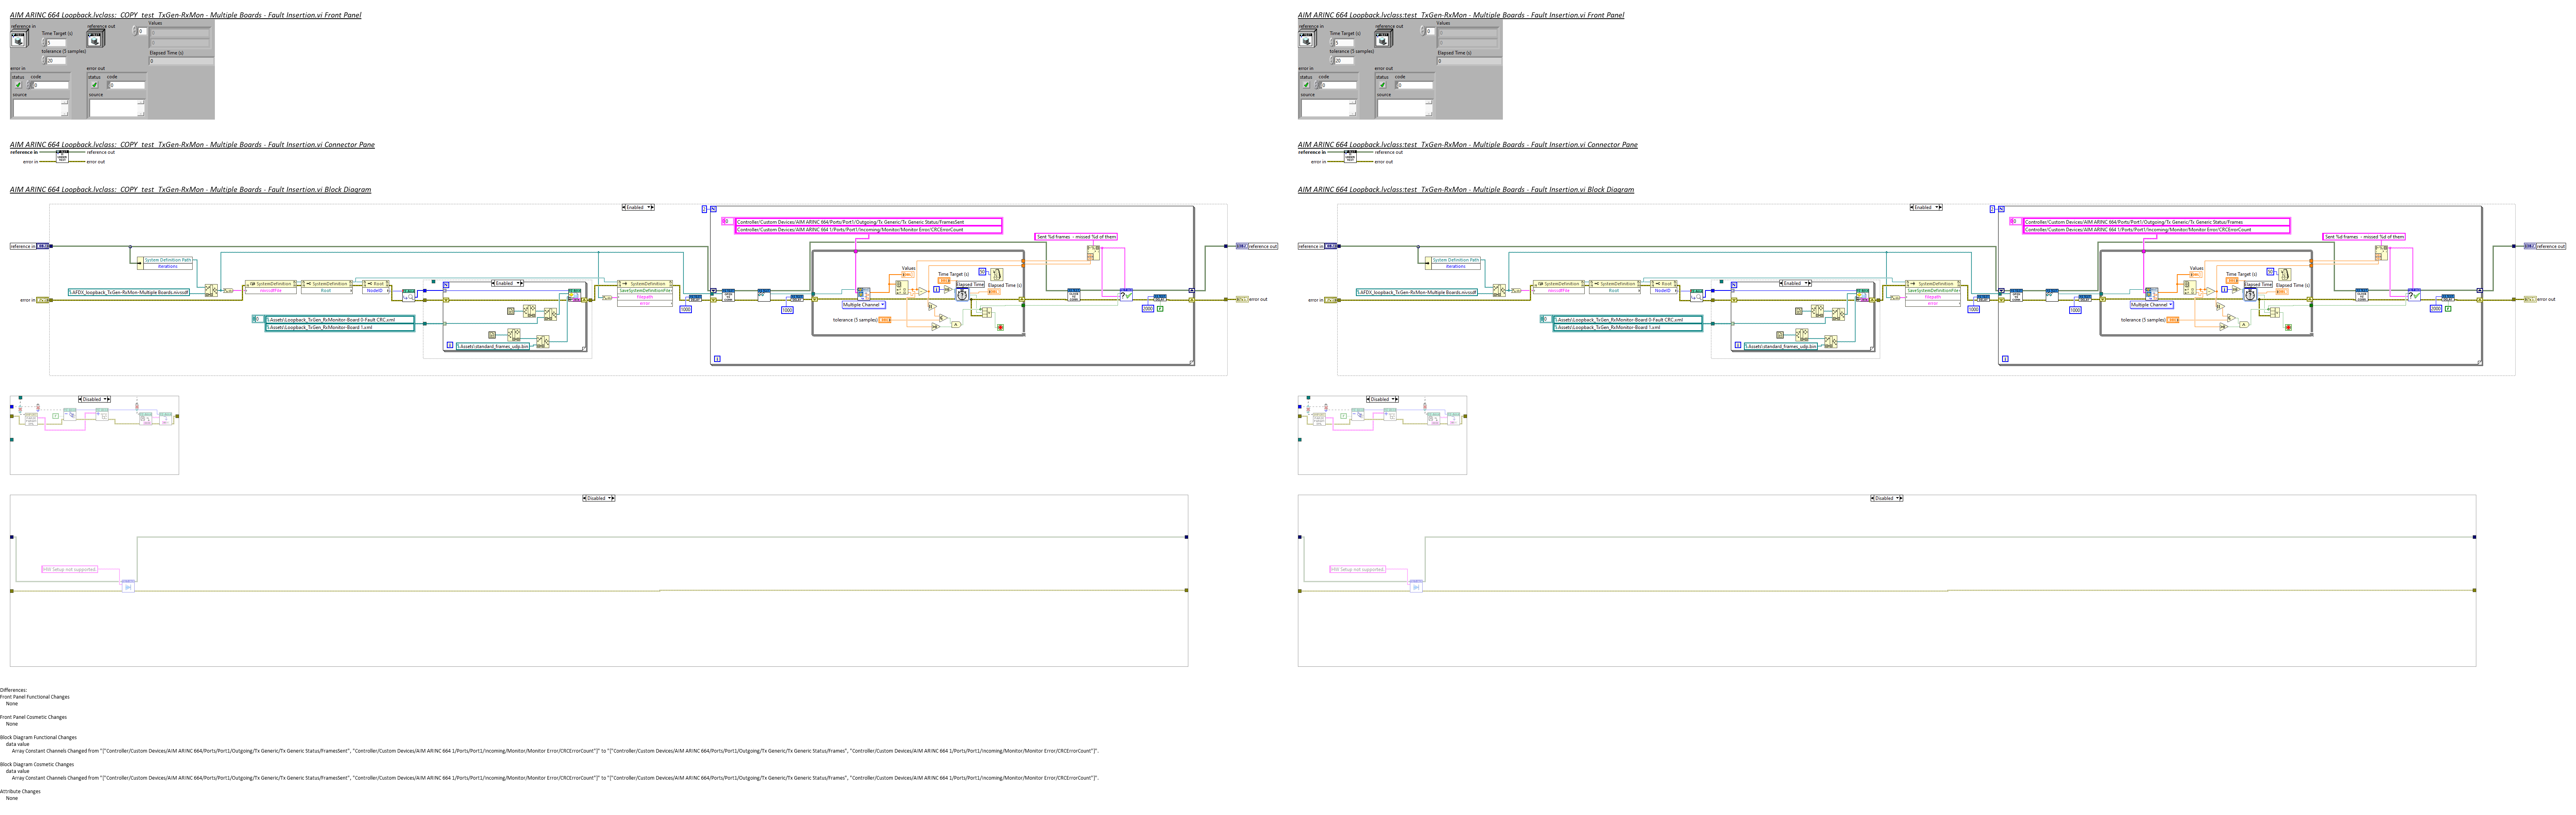 AIM ARINC 664 Loopback.lvclass:_COPY_test_TxGen-RxMon - Multiple Boards - Fault Insertion.vi Front Panel
reference in
reference out
Values
Time Target (s)
0
0
5
0
tolerance (5 samples)
Elapsed Time (s)
20
0
error in
error out
status code
status code
0
0
source
source
AIM ARINC 664 Loopback.lvclass:_COPY_test_TxGen-RxMon - Multiple Boards - Fault Insertion.vi Connector Pane
reference in
reference out
error in
error out
AIM ARINC 664 Loopback.lvclass:_COPY_test_TxGen-RxMon - Multiple Boards - Fault Insertion.vi Block Diagram
Enabled
Controller/Custom Devices/AIM ARINC 664/Ports/Port1/Outgoing/Tx Generic/Tx Generic Status/FramesSent
Controller/Custom Devices/AIM ARINC 664 1/Ports/Port1/Incoming/Monitor/Monitor Error/CRCErrorCount
Sent %d frames -- missed %d of them
reference in
reference out
System Definition Path
iterations
Values
Time Target (s)
Elapsed Time
Elapsed Time (s)
SystemDefinition
SystemDefinition
Root
nivssdfFile
Root
NodeID
Enabled
SystemDefinition
SaveSystemDefinitionFile
filepath
error
\AFDX_loopback_TxGen-RxMon-Multiple Boards.nivssdf
error in
error out
Multiple Channel
1000
1000
tolerance (5 samples)
\Assets\Loopback_TxGen_RxMonitor-Board 0-Fault CRC.xml
\Assets\Loopback_TxGen_RxMonitor-Board 1.xml
\Assets\standard_frames_udp.bin
Disabled
Disabled
HW Setup not supported.
AIM ARINC 664 Loopback.lvclass:test_TxGen-RxMon - Multiple Boards - Fault Insertion.vi Front Panel
reference in
reference out
Values
Time Target (s)
0
0
5
0
tolerance (5 samples)
Elapsed Time (s)
20
0
error in
error out
status code
status code
0
0
source
source
AIM ARINC 664 Loopback.lvclass:test_TxGen-RxMon - Multiple Boards - Fault Insertion.vi Connector Pane
reference in
reference out
error in
error out
AIM ARINC 664 Loopback.lvclass:test_TxGen-RxMon - Multiple Boards - Fault Insertion.vi Block Diagram
Enabled
Controller/Custom Devices/AIM ARINC 664/Ports/Port1/Outgoing/Tx Generic/Tx Generic Status/Frames
Controller/Custom Devices/AIM ARINC 664 1/Ports/Port1/Incoming/Monitor/Monitor Error/CRCErrorCount
Sent %d frames -- missed %d of them
reference in
reference out
System Definition Path
iterations
Values
Time Target (s)
Elapsed Time
Elapsed Time (s)
SystemDefinition
SystemDefinition
Root
nivssdfFile
Root
NodeID
Enabled
SystemDefinition
SaveSystemDefinitionFile
filepath
error
\AFDX_loopback_TxGen-RxMon-Multiple Boards.nivssdf
error in
error out
Multiple Channel
1000
1000
tolerance (5 samples)
\Assets\Loopback_TxGen_RxMonitor-Board 0-Fault CRC.xml
\Assets\Loopback_TxGen_RxMonitor-Board 1.xml
\Assets\standard_frames_udp.bin
Disabled
Disabled
HW Setup not supported.
Differences:
Front Panel Functional Changes
None
Front Panel Cosmetic Changes
None
Block Diagram Functional Changes
data value
Array Constant Channels Changed from "["Controller/Custom Devices/AIM ARINC 664/Ports/Port1/Outgoing/Tx Generic/Tx Generic Status/FramesSent", "Controller/Custom Devices/AIM ARINC 664 1/Ports/Port1/Incoming/Monitor/Monitor Error/CRCErrorCount"]" to "["Controller/Custom Devices/AIM ARINC 664/Ports/Port1/Outgoing/Tx Generic/Tx Generic Status/Frames", "Controller/Custom Devices/AIM ARINC 664 1/Ports/Port1/Incoming/Monitor/Monitor Error/CRCErrorCount"]".
Block Diagram Cosmetic Changes
data value
Array Constant Channels Changed from "["Controller/Custom Devices/AIM ARINC 664/Ports/Port1/Outgoing/Tx Generic/Tx Generic Status/FramesSent", "Controller/Custom Devices/AIM ARINC 664 1/Ports/Port1/Incoming/Monitor/Monitor Error/CRCErrorCount"]" to "["Controller/Custom Devices/AIM ARINC 664/Ports/Port1/Outgoing/Tx Generic/Tx Generic Status/Frames", "Controller/Custom Devices/AIM ARINC 664 1/Ports/Port1/Incoming/Monitor/Monitor Error/CRCErrorCount"]".
Attribute Changes
None